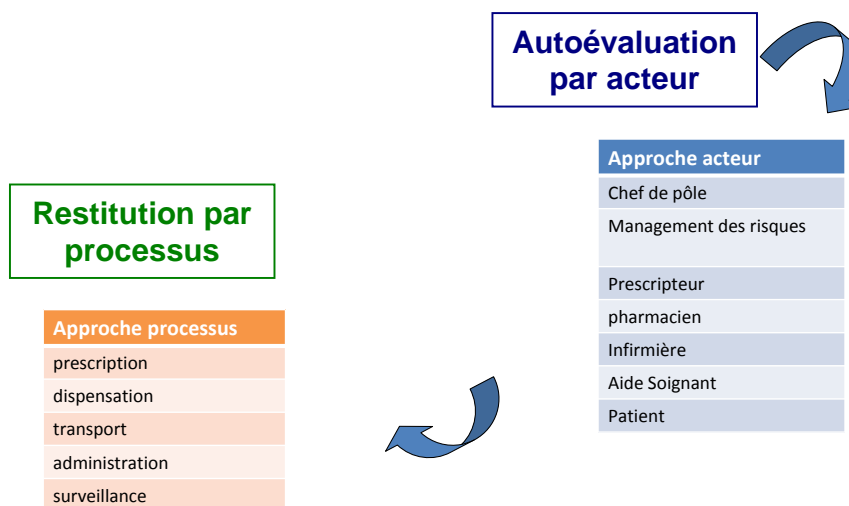 Autoévaluation
par acteur
Approche acteur
Chef de pôle
Management des risques
Prescripteur
pharmacien
Infirmière
Aide Soignant
Patient
Restitution par
processus
Approche processus
prescription
dispensation
transport
administration
surveillance